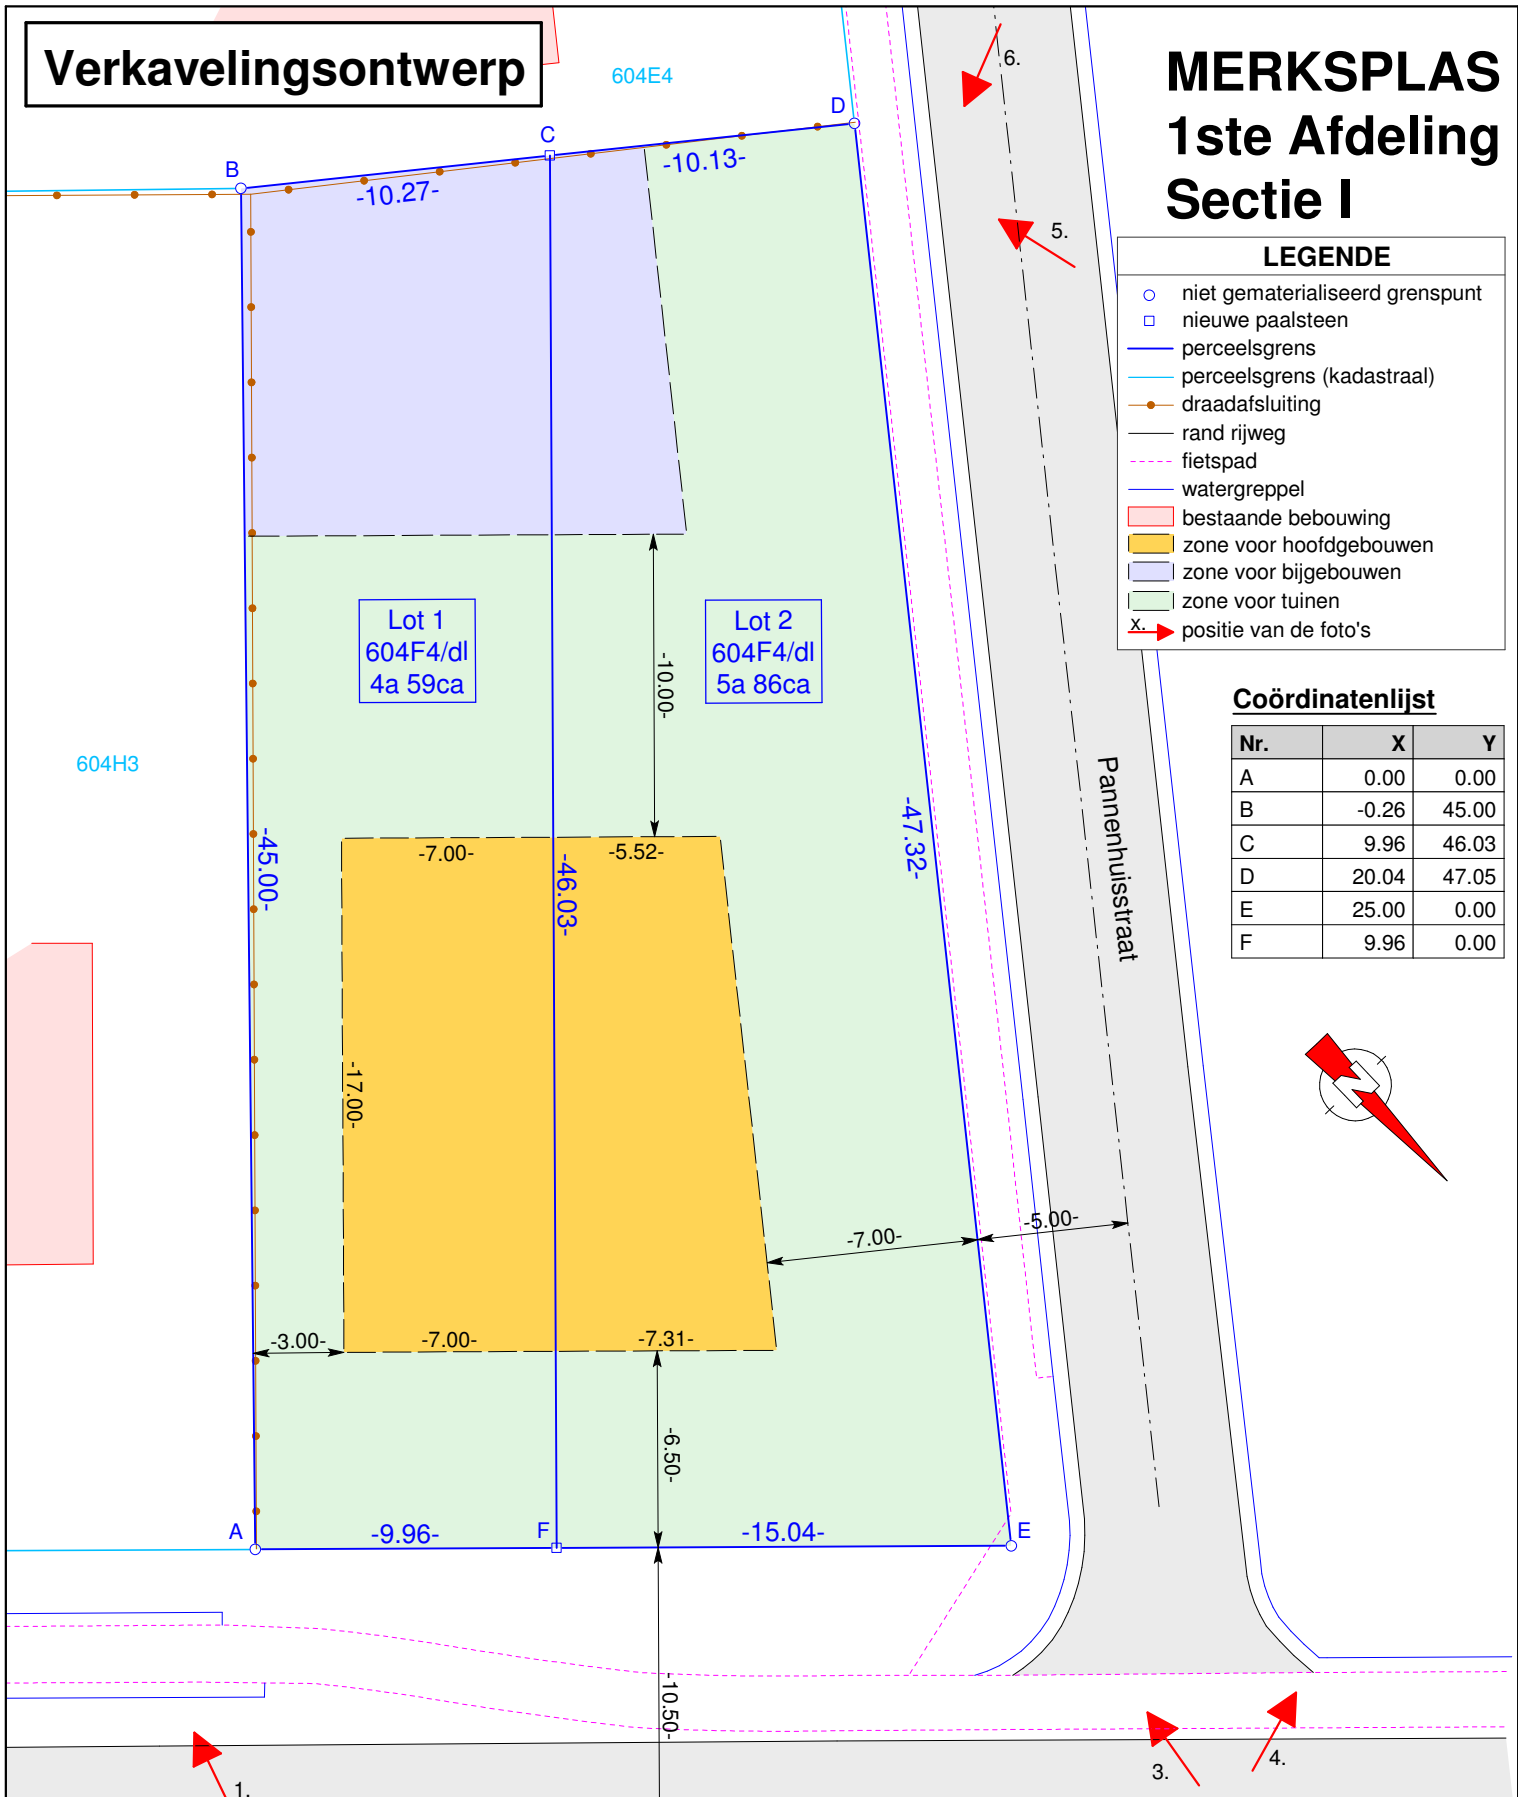 Verkavelingsontwerp
604E4
MERKSPLAS
1ste Afdeling
Sectie I
6.
5.
D
C
B
-10.27-
-10.13-
LEGENDE
niet gematerialiseerd grenspunt
nieuwe paalsteen
perceelsgrens
perceelsgrens (kadastraal)
draadafsluiting
rand rijweg
fietspad
watergreppel
bestaande bebouwing
zone voor hoofdgebouwen
zone voor bijgebouwen
zone voor tuinen
x. positie van de foto's
Lot 1
604F4/dl
4a 59ca
Lot 2
604F4/dl
5a 86ca
-10.00-
604H3
-45.00-
-46.03-
-47.32-
Pannenhuisstraat
Coördinatenlijst
Nr. X Y
A 0.00 0.00
B -0.26 45.00
C 9.96 46.03
D 20.04 47.05
E 25.00 0.00
F 9.96 0.00
-7.00-
-5.52-
-17.00-
-7.00-
-5.00-
-3.00-
-7.00-
-7.31-
-6.50-
A
-9.96-
F
-15.04-
E
-10.50-
1.
3.
4.